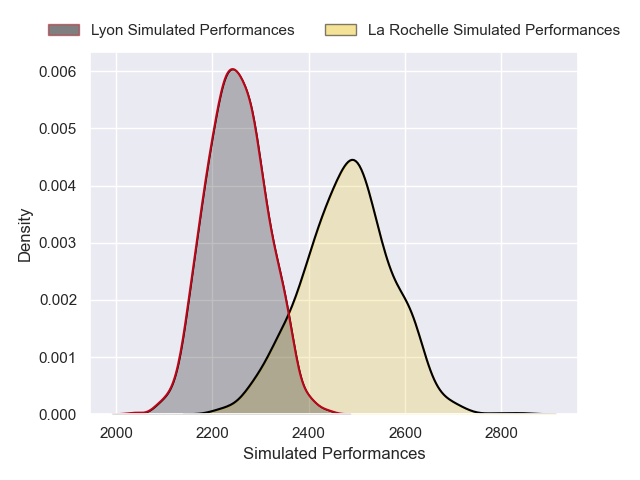 Lyon Simulated Performances La Rochelle Simulated Performances
0.006
0.005
0.004
0.003
0.002
0.001
0.000
Density
2000 2200 2400 2600 2800
Simulated Performances